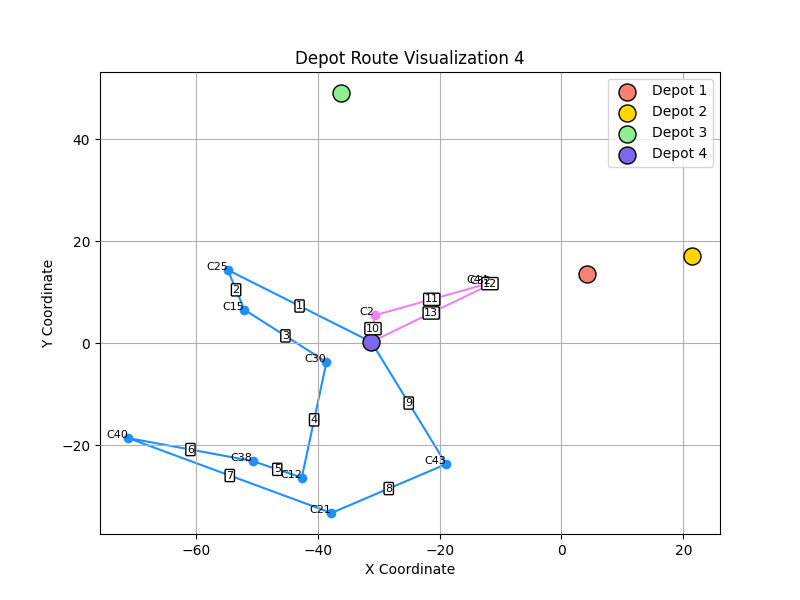 Depot Route Visualization 4
Depot 1
Depot 2
Depot 3
Depot 4
40
20
0
−20
Y Coordinate
C25
C15
C30
C2
C40
C38
C12
C21
C43
1
2
3
4
5
6
7
8
9
10
11
12
13
−60
−40
−20
0
20
X Coordinate